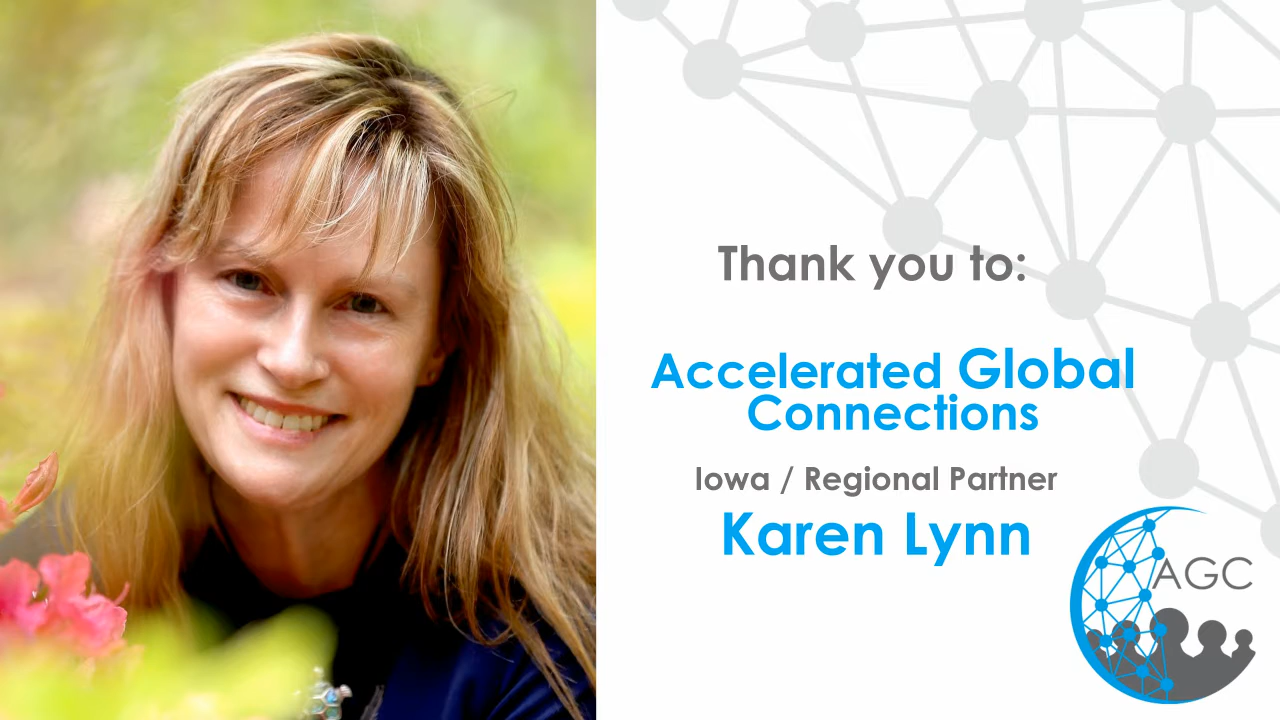 Thank you to:
Accelerated Global
Connections
Iowa / Regional Partner
Karen Lynn
AGC